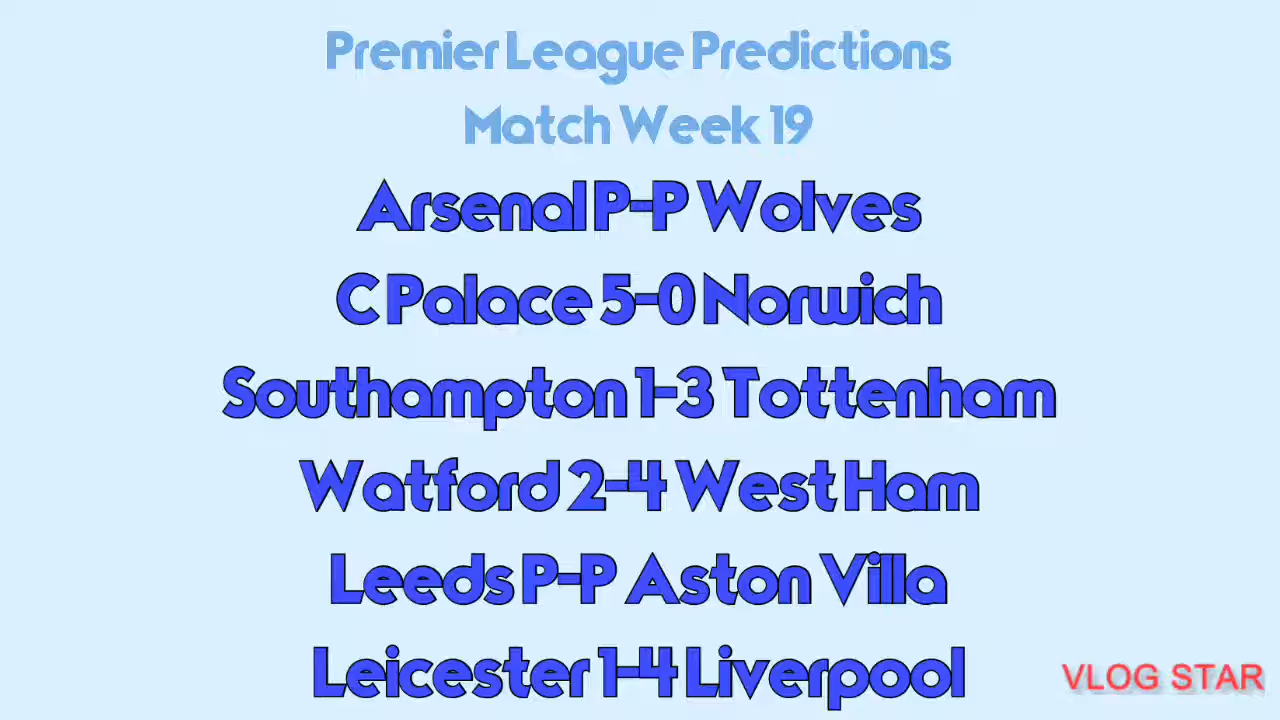 Premier League Predictions
Match Week 19
Arsenal P-P Wolves
C Palace 5-0 Norwich
Southampton 1-3 Tottenham
Watford 2-4 West Ham
Leeds P-P Aston Villa
Leicester 1-4 Liverpool
VLOG STAR